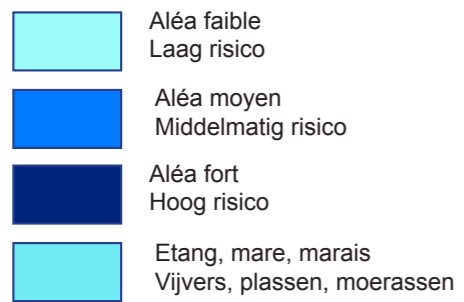 Aléa faible
Laag risico
Aléa moyen
Middelmatig risico
Aléa fort
Hoog risico
Etang, mare, marais
Vijvers, plassen, moerassen